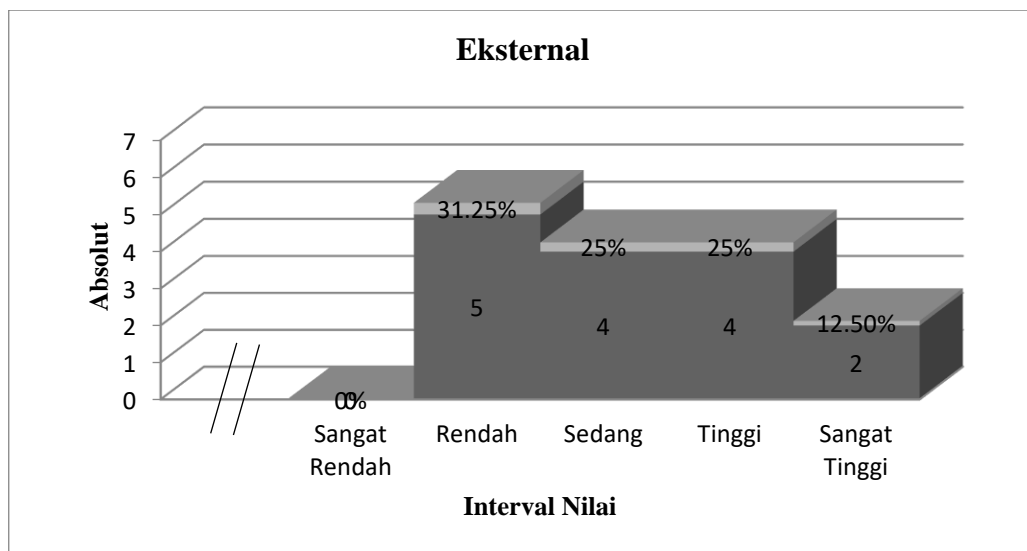 Eksternal
7
6
5
4
3
2
1
0
Absolut
0
0%
31.25%
5
25%
4
25%
4
12.50%
2
Sangat Rendah
Rendah
Sedang
Tinggi
Sangat Tinggi
Interval Nilai